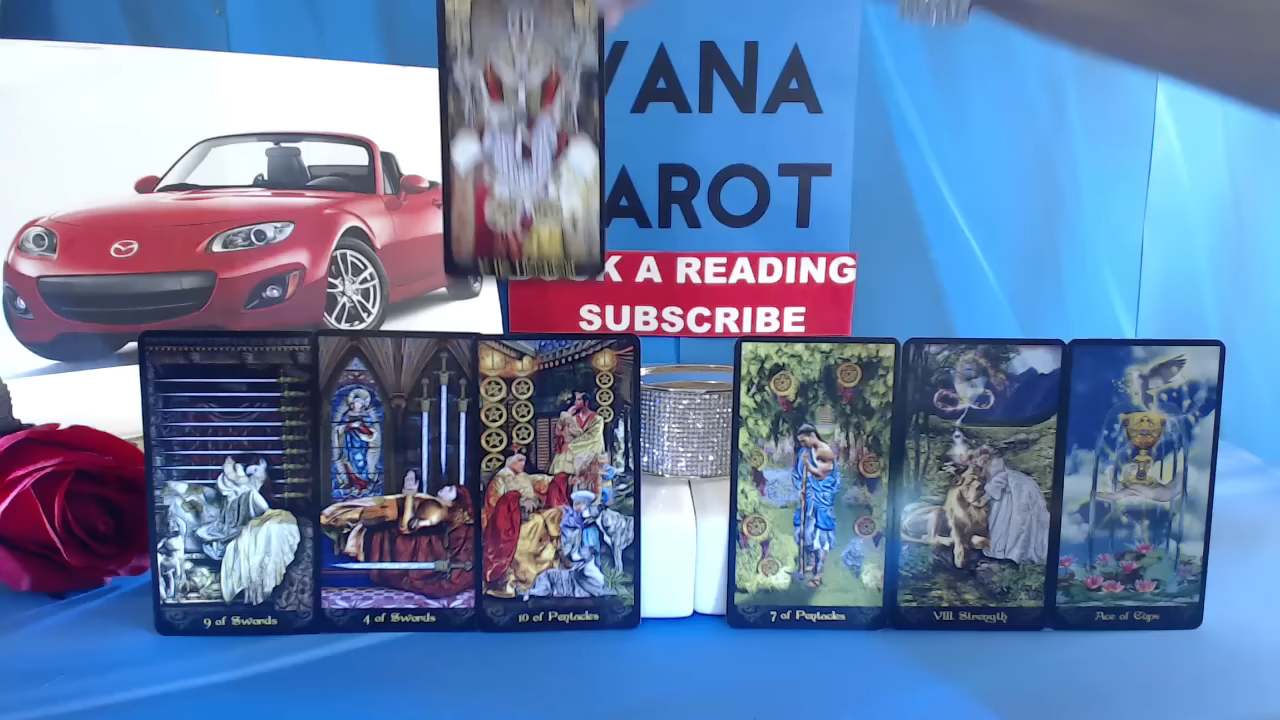 VANA
AROT
K A READING
SUBSCRIBE
9 of Swords
4 of Swords
10 of Pentacles
7 of Pentacles
VIII. Strength
Ace of Cups